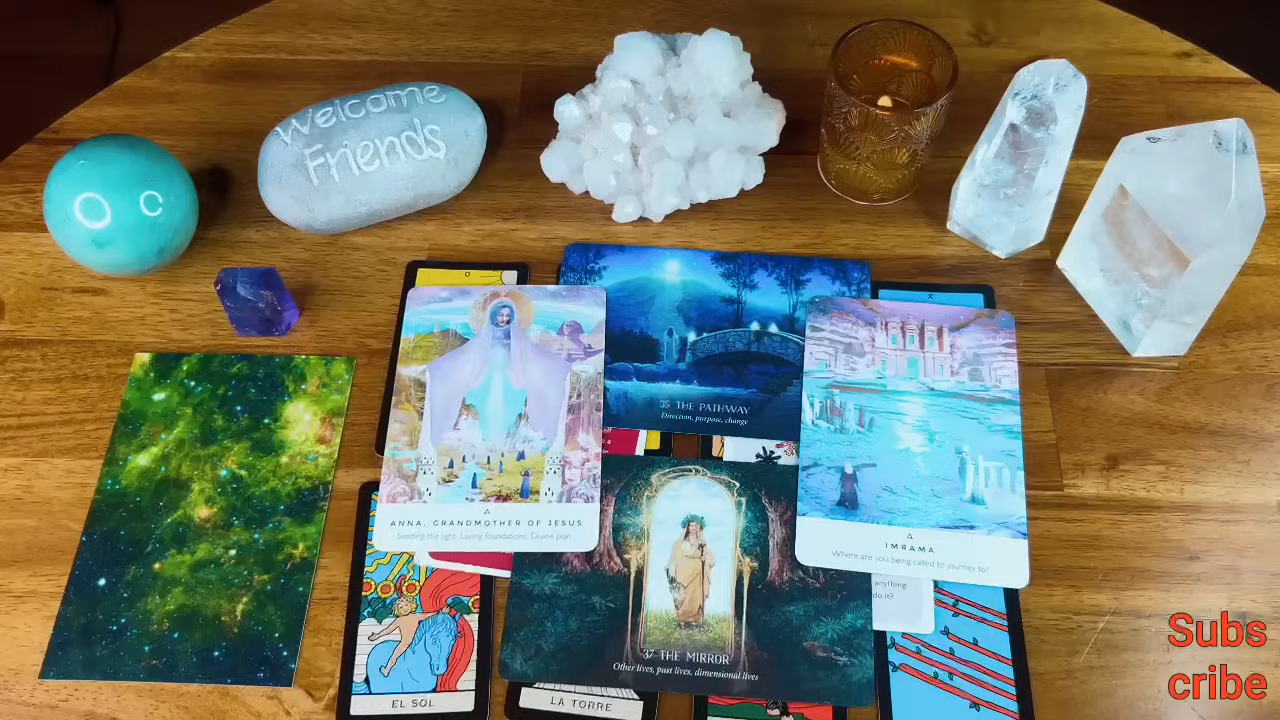 Welcome
Friends
35 THE PATHWAY
Direction, purpose, change
ANNA, GRANDMOTHER OF JESUS
Seeding the light. Loving foundations. Divine plan.
IMRAMA
Where are you being called to journey to?
anything
do it?
37 THE MIRROR
Other lives, past lives, dimensional lives
EL SOL
LA TORRE
X
Subs
cribe